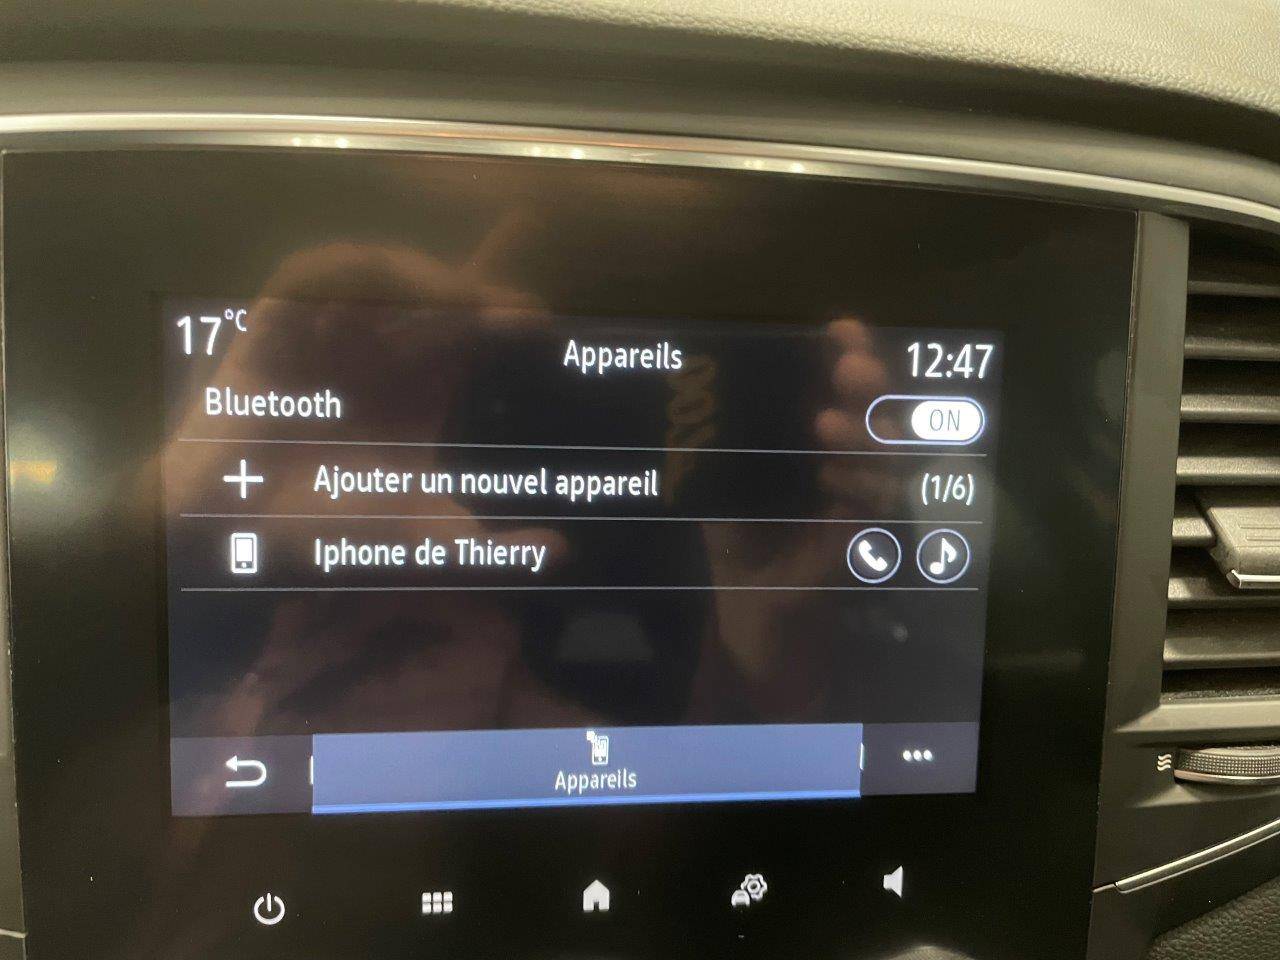 17°C
Appareils
12:47
Bluetooth
ON
Ajouter un nouvel appareil
(1/6)
Iphone de Thierry
Appareils